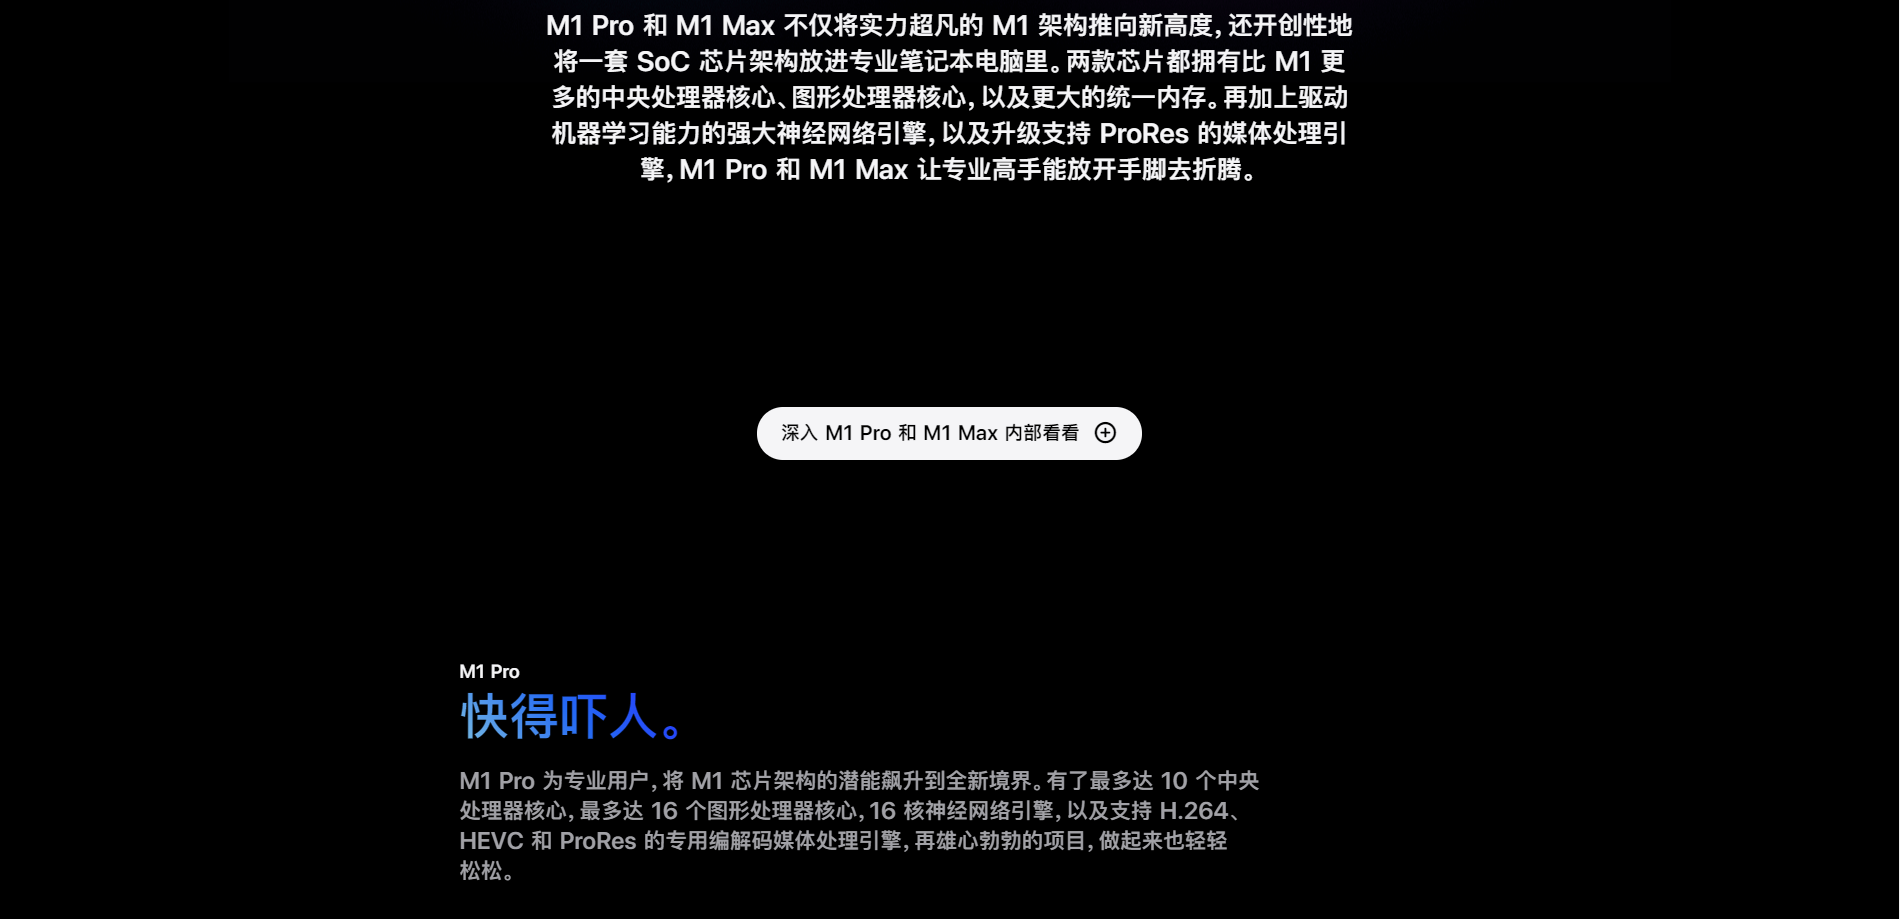 M1 Pro 和 M1 Max 不仅将实力超凡的 M1 架构推向新高度，还开创性地
将一套 SoC 芯片架构放进专业笔记本电脑里。两款芯片都拥有比 M1 更
多的中央处理器核心、图形处理器核心，以及更大的统一内存。再加上驱动
机器学习能力的强大神经网络引擎，以及升级支持 ProRes 的媒体处理引
擎，M1 Pro 和 M1 Max 让专业高手能放开手脚去折腾。
深入 M1 Pro 和 M1 Max 内部看看
M1 Pro
快得吓人。
M1 Pro 为专业用户，将 M1 芯片架构的潜能飙升到全新境界。有了最多达 10 个中央
处理器核心，最多达 16 个图形处理器核心，16 核神经网络引擎，以及支持 H.264、
HEVC 和 ProRes 的专用编解码媒体处理引擎，再雄心勃勃的项目，做起来也轻轻
松松。